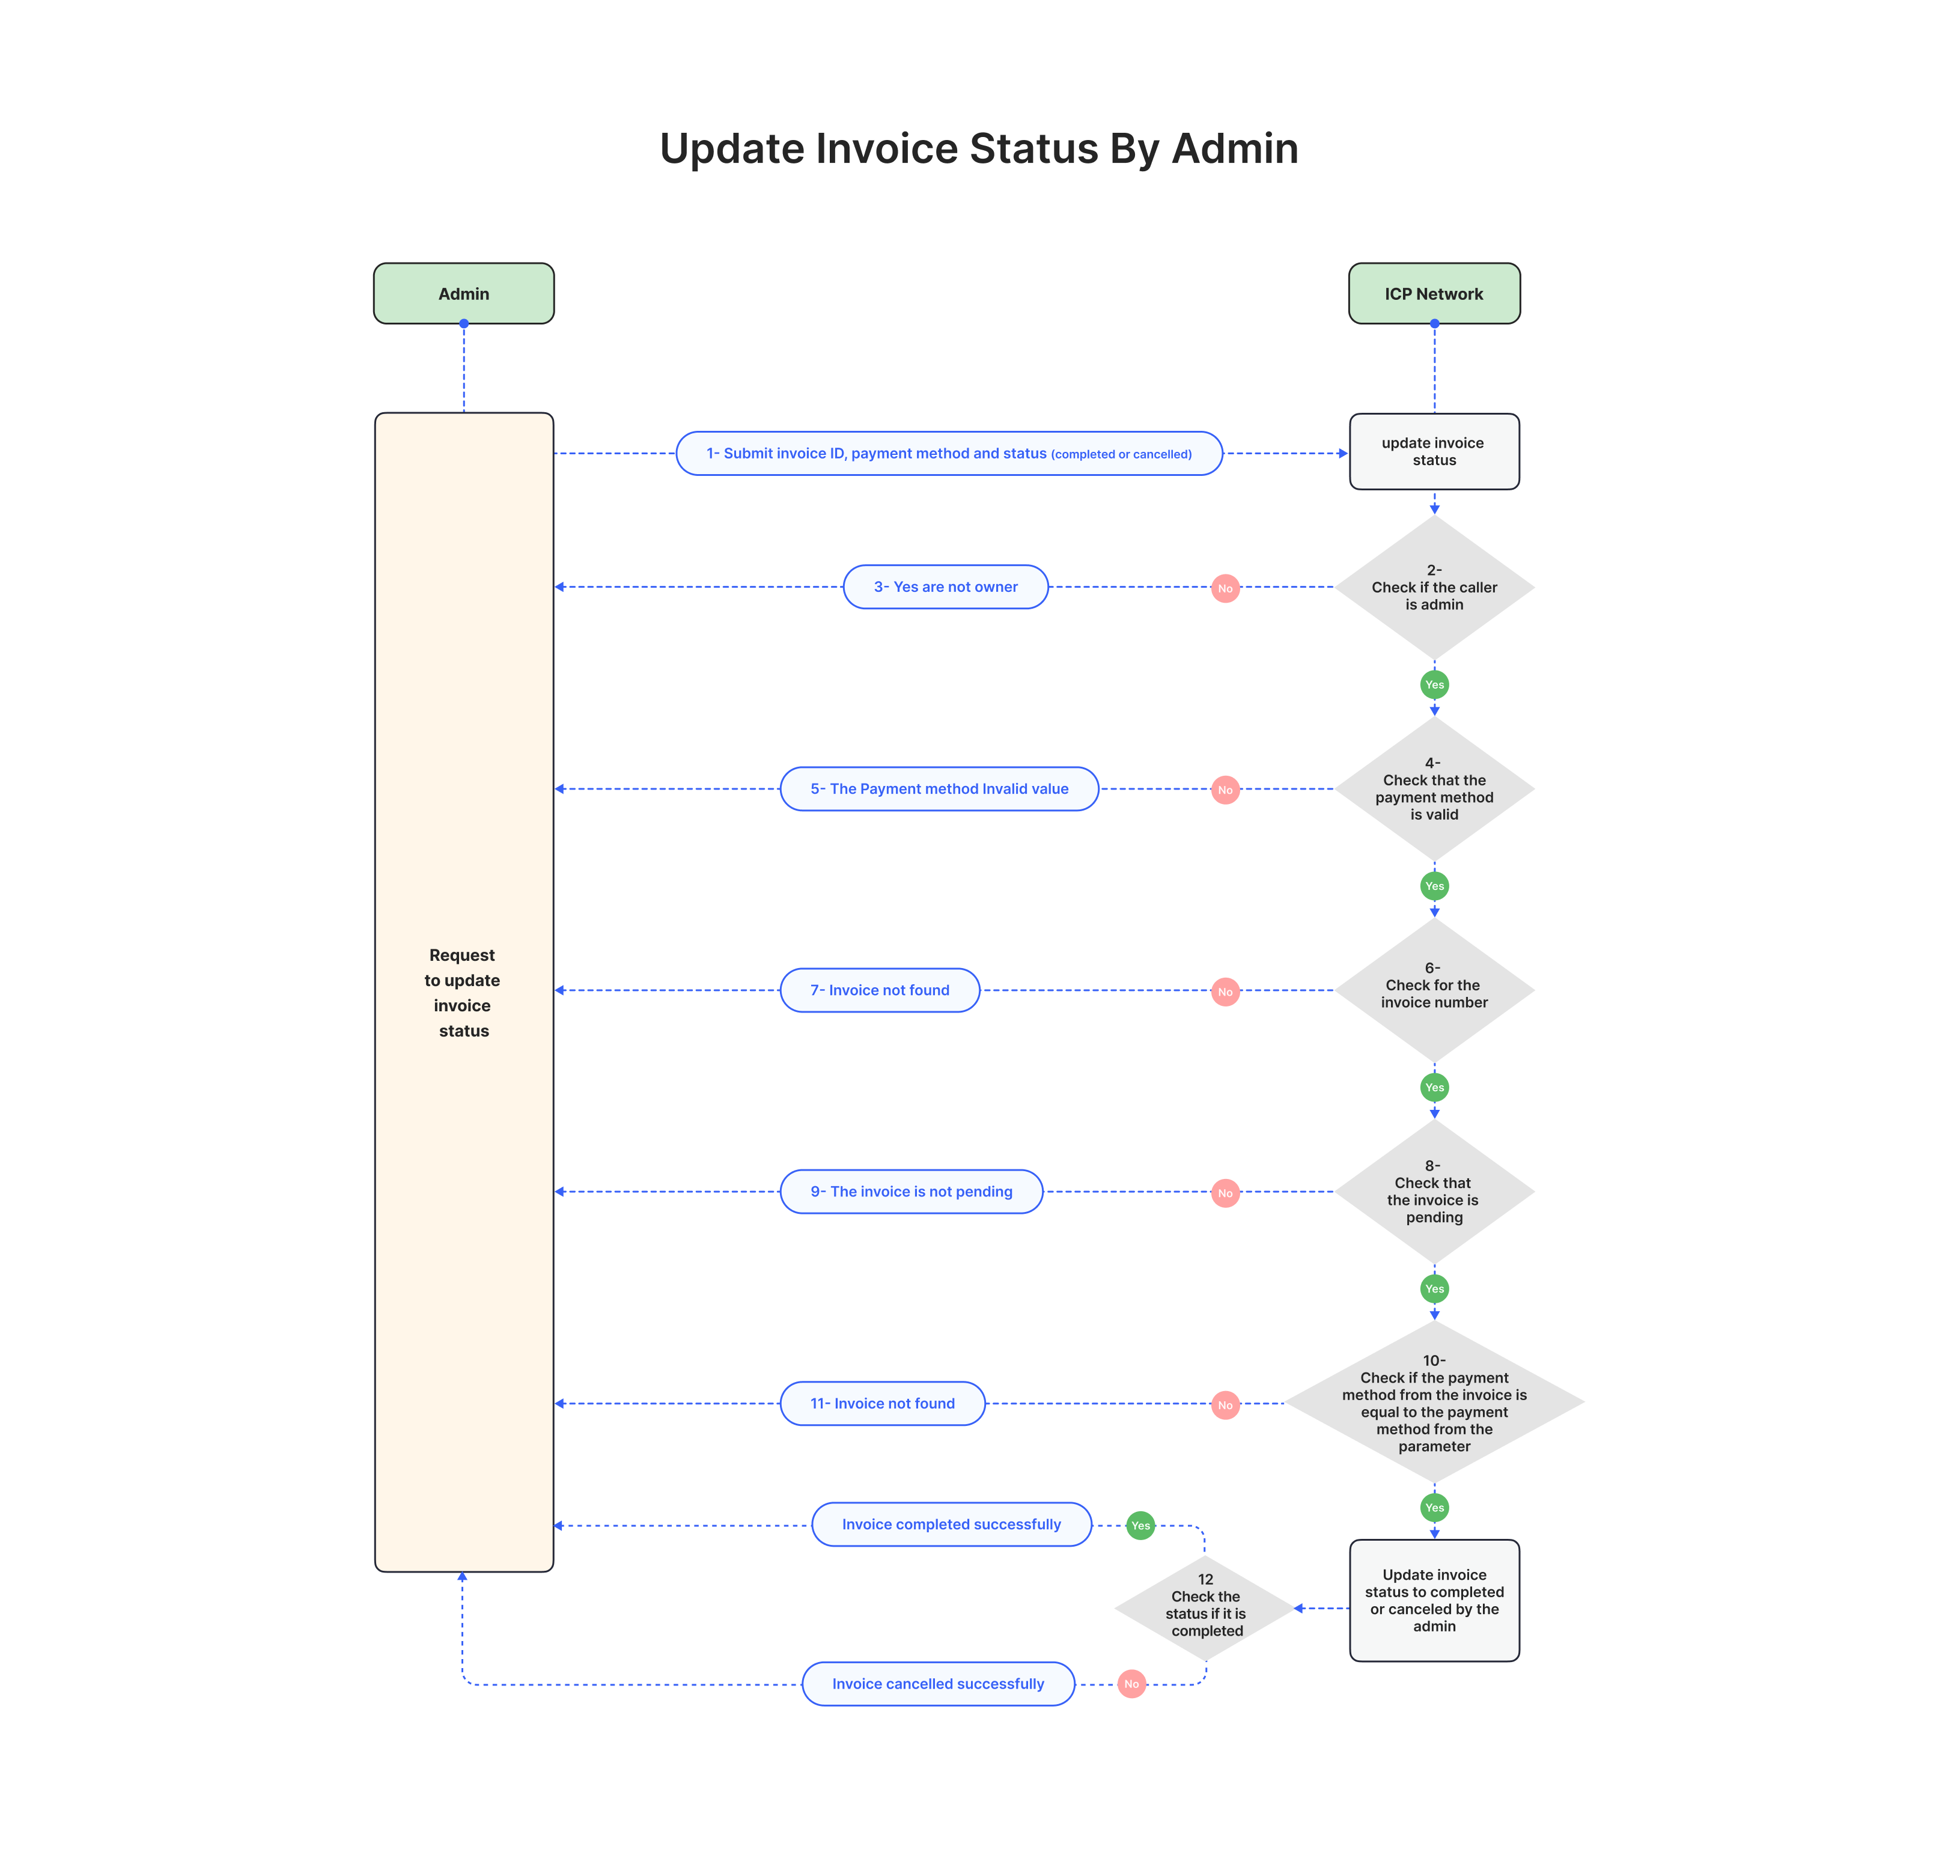 Update Invoice Status By Admin
Admin
ICP Network
1- Submit invoice ID, payment method and status (completed or cancelled)
update invoice
status
3- Yes are not owner
No
2-
Check if the caller
is admin
Yes
5- The Payment method Invalid value
No
4-
Check that the
payment method
is valid
Yes
Request
to update
invoice
status
7- Invoice not found
No
6-
Check for the
invoice number
Yes
9- The invoice is not pending
No
8-
Check that
the invoice is
pending
Yes
11- Invoice not found
No
10-
Check if the payment
method from the invoice is
equal to the payment
method from the
parameter
Yes
Invoice completed successfully
Yes
12
Check the
status if it is
completed
Update invoice
status to completed
or canceled by the
admin
Invoice cancelled successfully
No